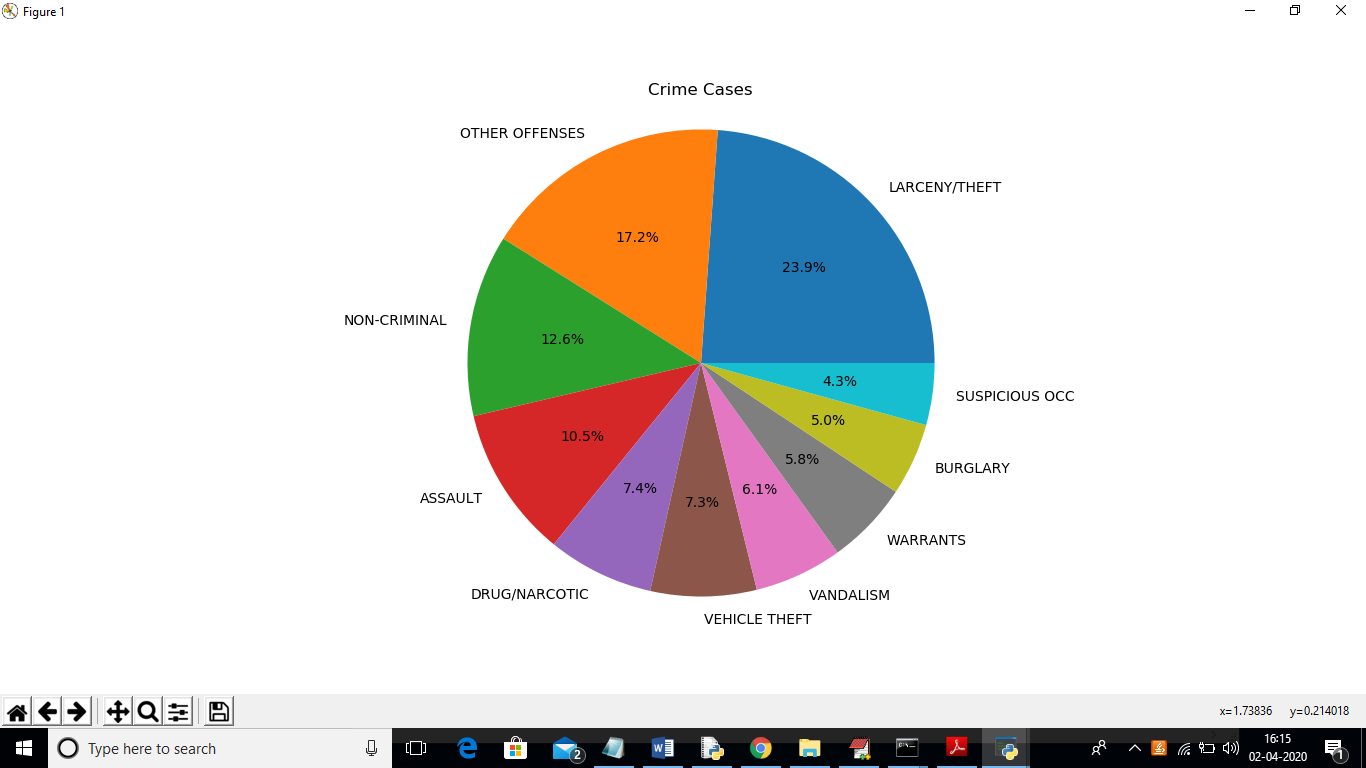 Figure 1
Crime Cases
OTHER OFFENSES
LARCENY/THEFT
17.2%
23.9%
NON-CRIMINAL
12.6%
4.3%
SUSPICIOUS OCC
5.0%
10.5%
5.8%
BURGLARY
7.4%
6.1%
ASSAULT
7.3%
WARRANTS
DRUG/NARCOTIC
VANDALISM
VEHICLE THEFT
x=1.73836 y=0.214018
Type here to search
2
16:15
02-04-2020
1